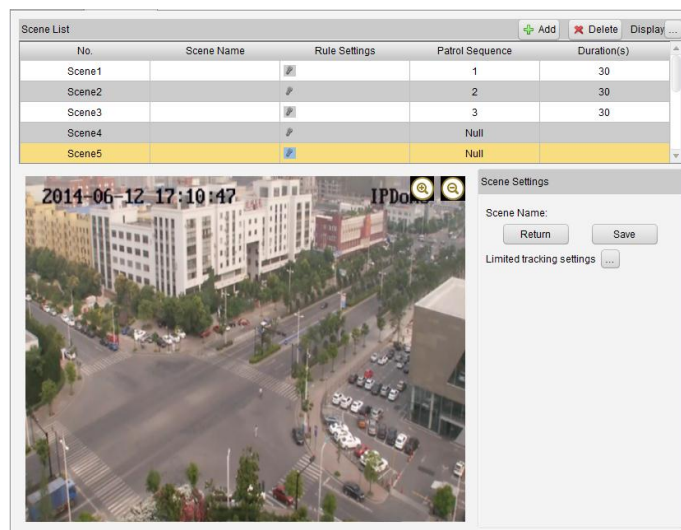 Scene List Add Delete Display ...
No. Scene Name Rule Settings Patrol Sequence Duration(s)
Scene1 1 30
Scene2 2 30
Scene3 3 30
Scene4 Null
Scene5 Null
2014-06-12 17:10:47 IPDo
Scene Settings
Scene Name:
Return Save
Limited tracking settings ...